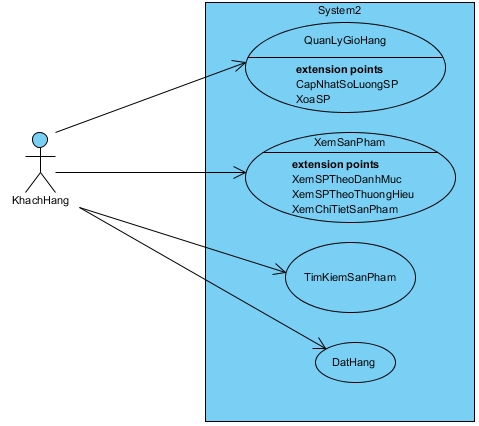 System2
QuanLyGioHang
extension points
CapNhatSoLuongSP
XoaSP
XemSanPham
extension points
XemSPTheoDanhMuc
XemSPTheoThuongHieu
XemChiTietSanPham
KhachHang
TimKiemSanPham
DatHang